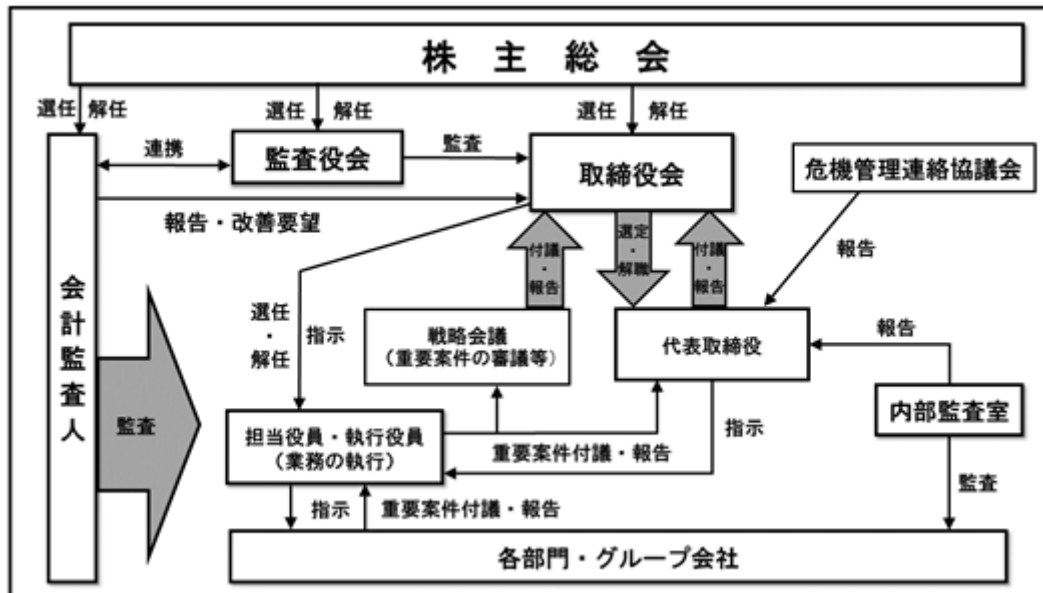 株主総会
選任 解任
選任 解任
選任 解任
連携
監査役会
監査
取締役会
危機管理連絡協議会
報告・改善要望
付議・報告
選定・解職
付議・報告
報告
会計監査人
選任・解任
指示
戦略会議
（重要案件の審議等）
代表取締役
報告
監査
内部監査室
担当役員・執行役員
（業務の執行）
重要案件付議・報告
指示
指示
重要案件付議・報告
監査
各部門・グループ会社